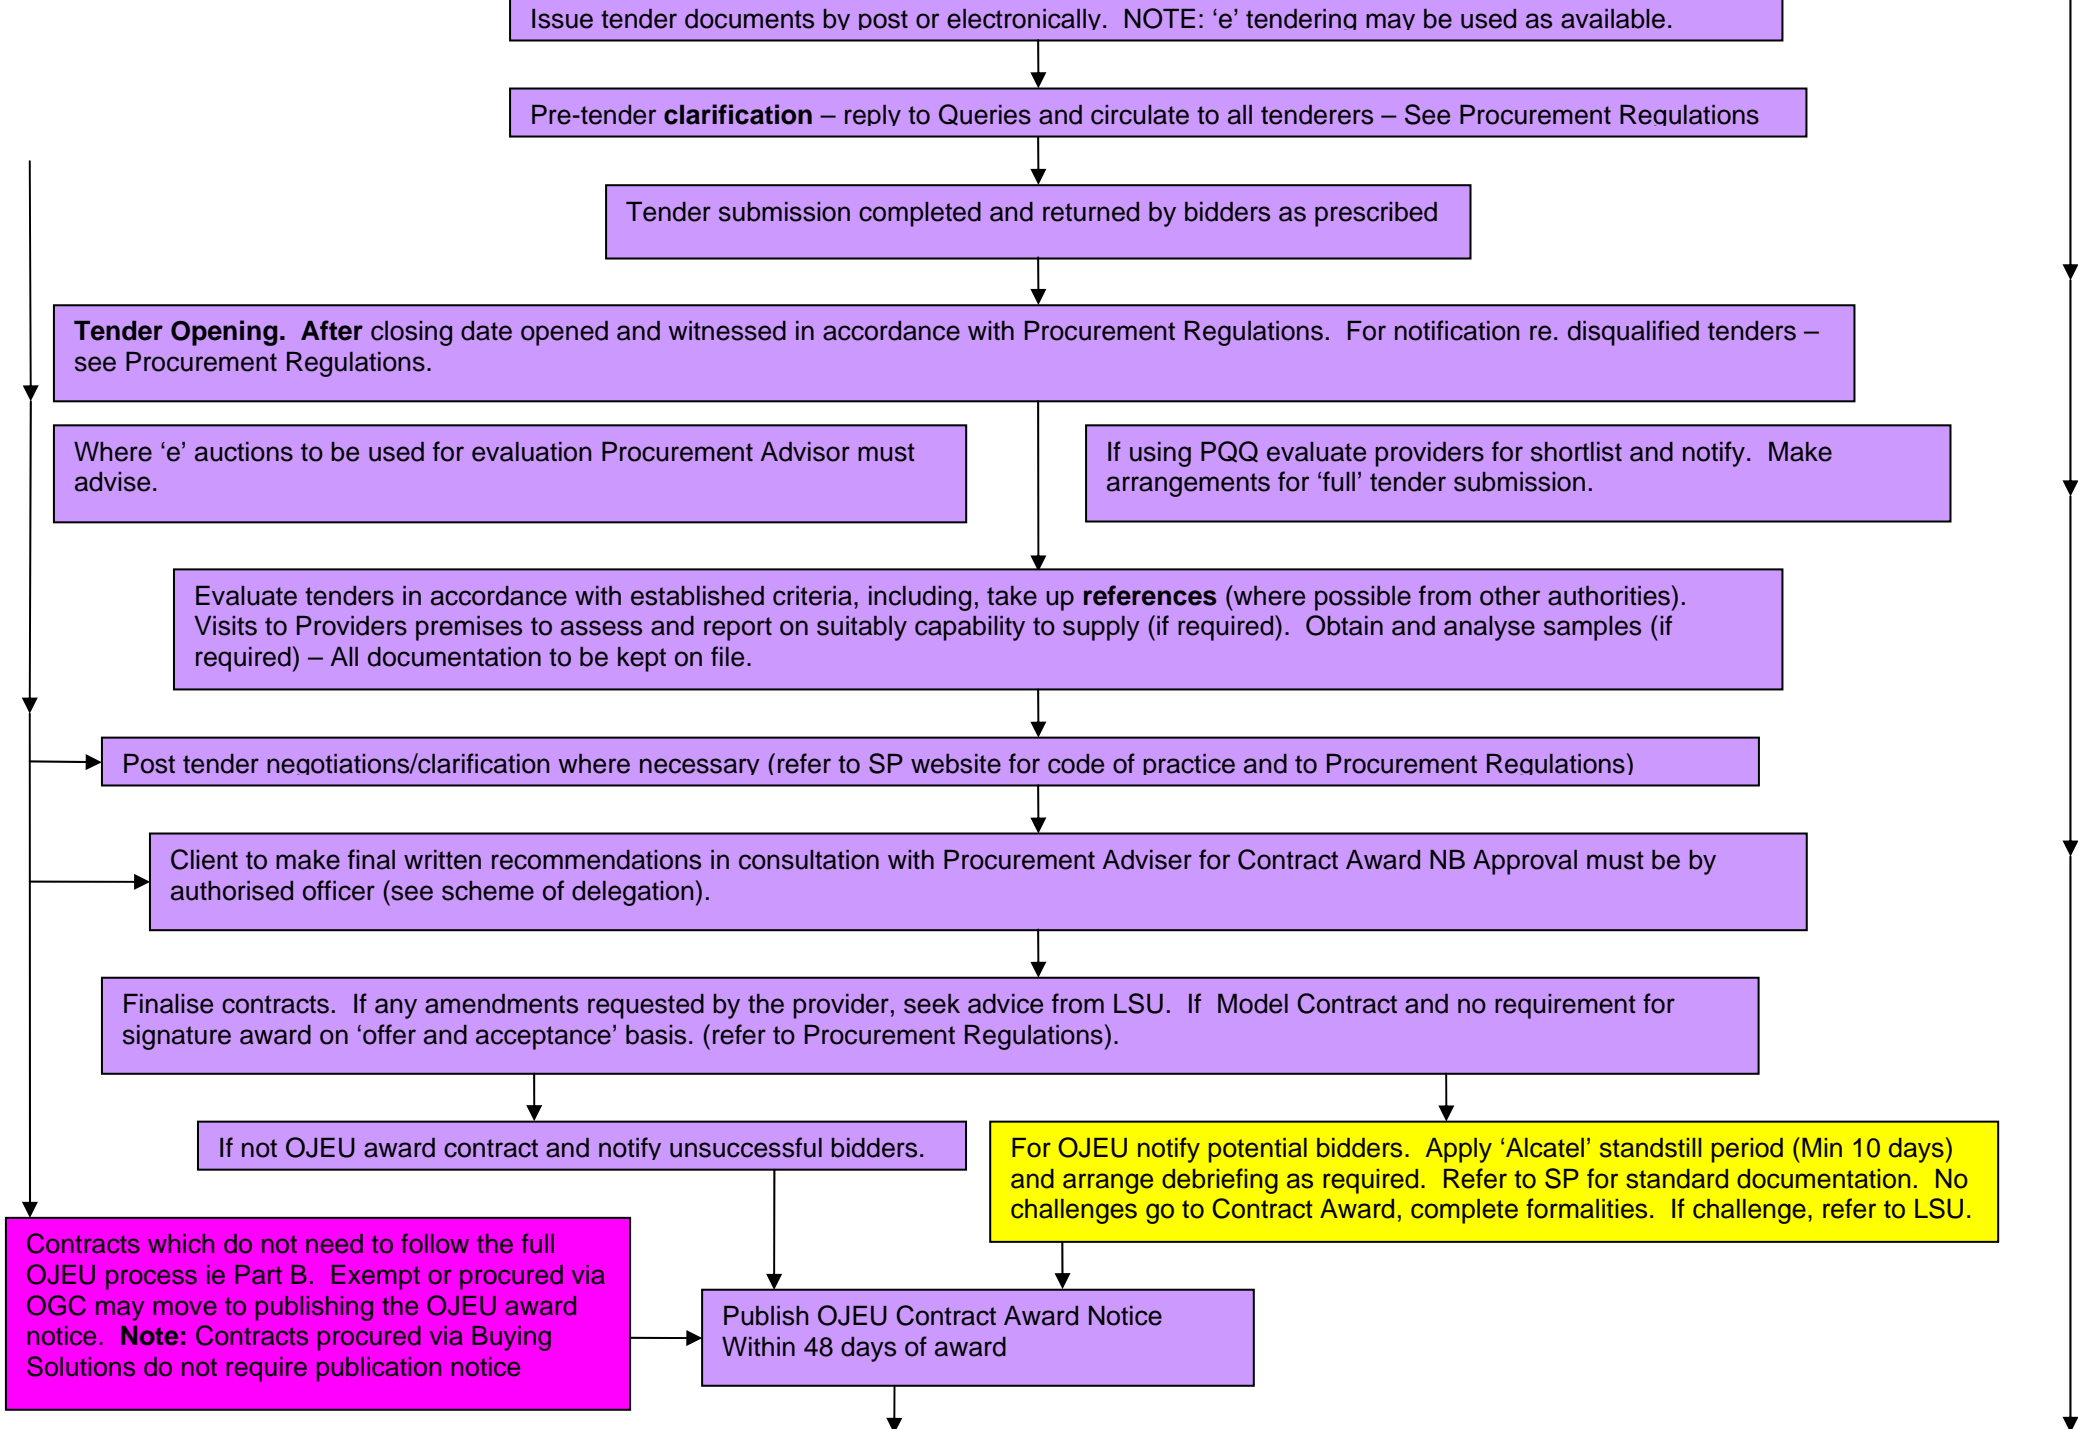 Issue tender documents by post or electronically.  NOTE: ‘e’ tendering may be used as available.
Pre-tender clarification – reply to Queries and circulate to all tenderers – See Procurement Regulations
Tender submission completed and returned by bidders as prescribed
Tender Opening.  After closing date opened and witnessed in accordance with Procurement Regulations.  For notification re. disqualified tenders –
see Procurement Regulations.
Where ‘e’ auctions to be used for evaluation Procurement Advisor must
advise.
If using PQQ evaluate providers for shortlist and notify.  Make
arrangements for ‘full’ tender submission.
Evaluate tenders in accordance with established criteria, including, take up references (where possible from other authorities).
Visits to Providers premises to assess and report on suitably capability to supply (if required).  Obtain and analyse samples (if
required) – All documentation to be kept on file.
Post tender negotiations/clarification where necessary (refer to SP website for code of practice and to Procurement Regulations)
Client to make final written recommendations in consultation with Procurement Adviser for Contract Award NB Approval must be by
authorised officer (see scheme of delegation).
Finalise contracts.  If any amendments requested by the provider, seek advice from LSU.  If  Model Contract and no requirement for
signature award on ‘offer and acceptance’ basis. (refer to Procurement Regulations).
If not OJEU award contract and notify unsuccessful bidders.
For OJEU notify potential bidders.  Apply ‘Alcatel’ standstill period (Min 10 days)
and arrange debriefing as required.  Refer to SP for standard documentation.  No
challenges go to Contract Award, complete formalities.  If challenge, refer to LSU.
Contracts which do not need to follow the full
OJEU process ie Part B.  Exempt or procured via
OGC may move to publishing the OJEU award
notice.  Note: Contracts procured via Buying
Solutions do not require publication notice
Publish OJEU Contract Award Notice
Within 48 days of award